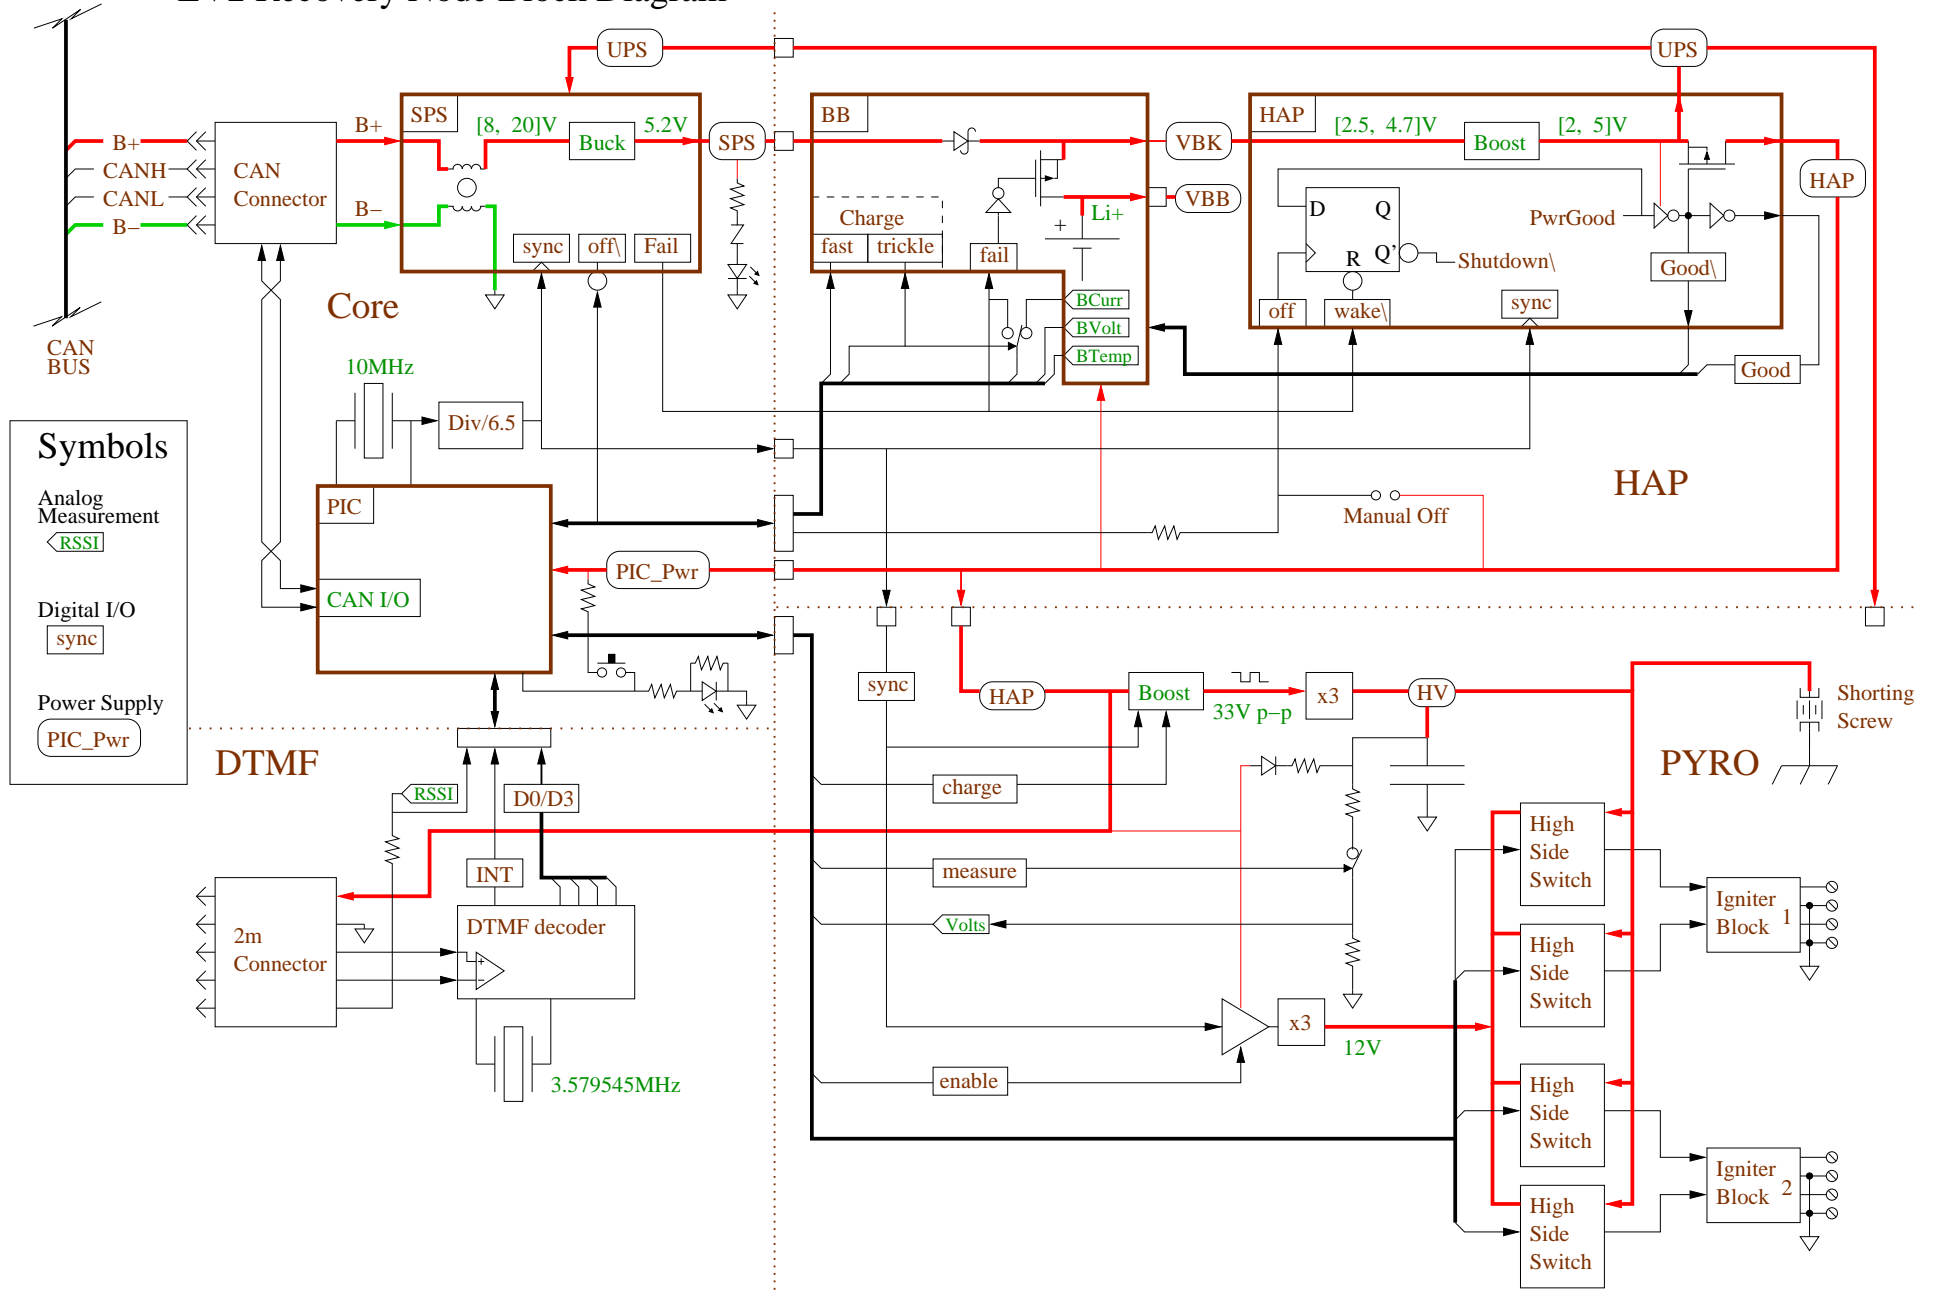 LV2 Recovery Node Block Diagram
UPS
UPS
SPS
[8, 20]V
Buck
5.2V
SPS
BB
VBK
HAP
[2.5, 4.7]V
Boost
[2, 5]V
HAP
B+
CANH
CANL
B−
CAN
Connector
B+
B−
sync
off\
Fail
Charge
fast
trickle
fail
Li+
+
VBB
D
Q
R
Q'
Shutdown\
PwrGood
Good\
off
wake\
sync
Good
BCurr
BVolt
BTemp
Core
CAN
BUS
10MHz
Div/6.5
HAP
Manual Off
Symbols
Analog
Measurement
RSSI
Digital I/O
sync
Power Supply
PIC_Pwr
PIC
CAN I/O
PIC_Pwr
sync
HAP
Boost
33V p−p
x3
HV
Shorting
Screw
PYRO
DTMF
RSSI
D0/D3
INT
charge
measure
Volts
enable
2m
Connector
DTMF decoder
+
−
3.579545MHz
x3
12V
High
Side
Switch
High
Side
Switch
High
Side
Switch
High
Side
Switch
Igniter
Block 1
Igniter
Block 2